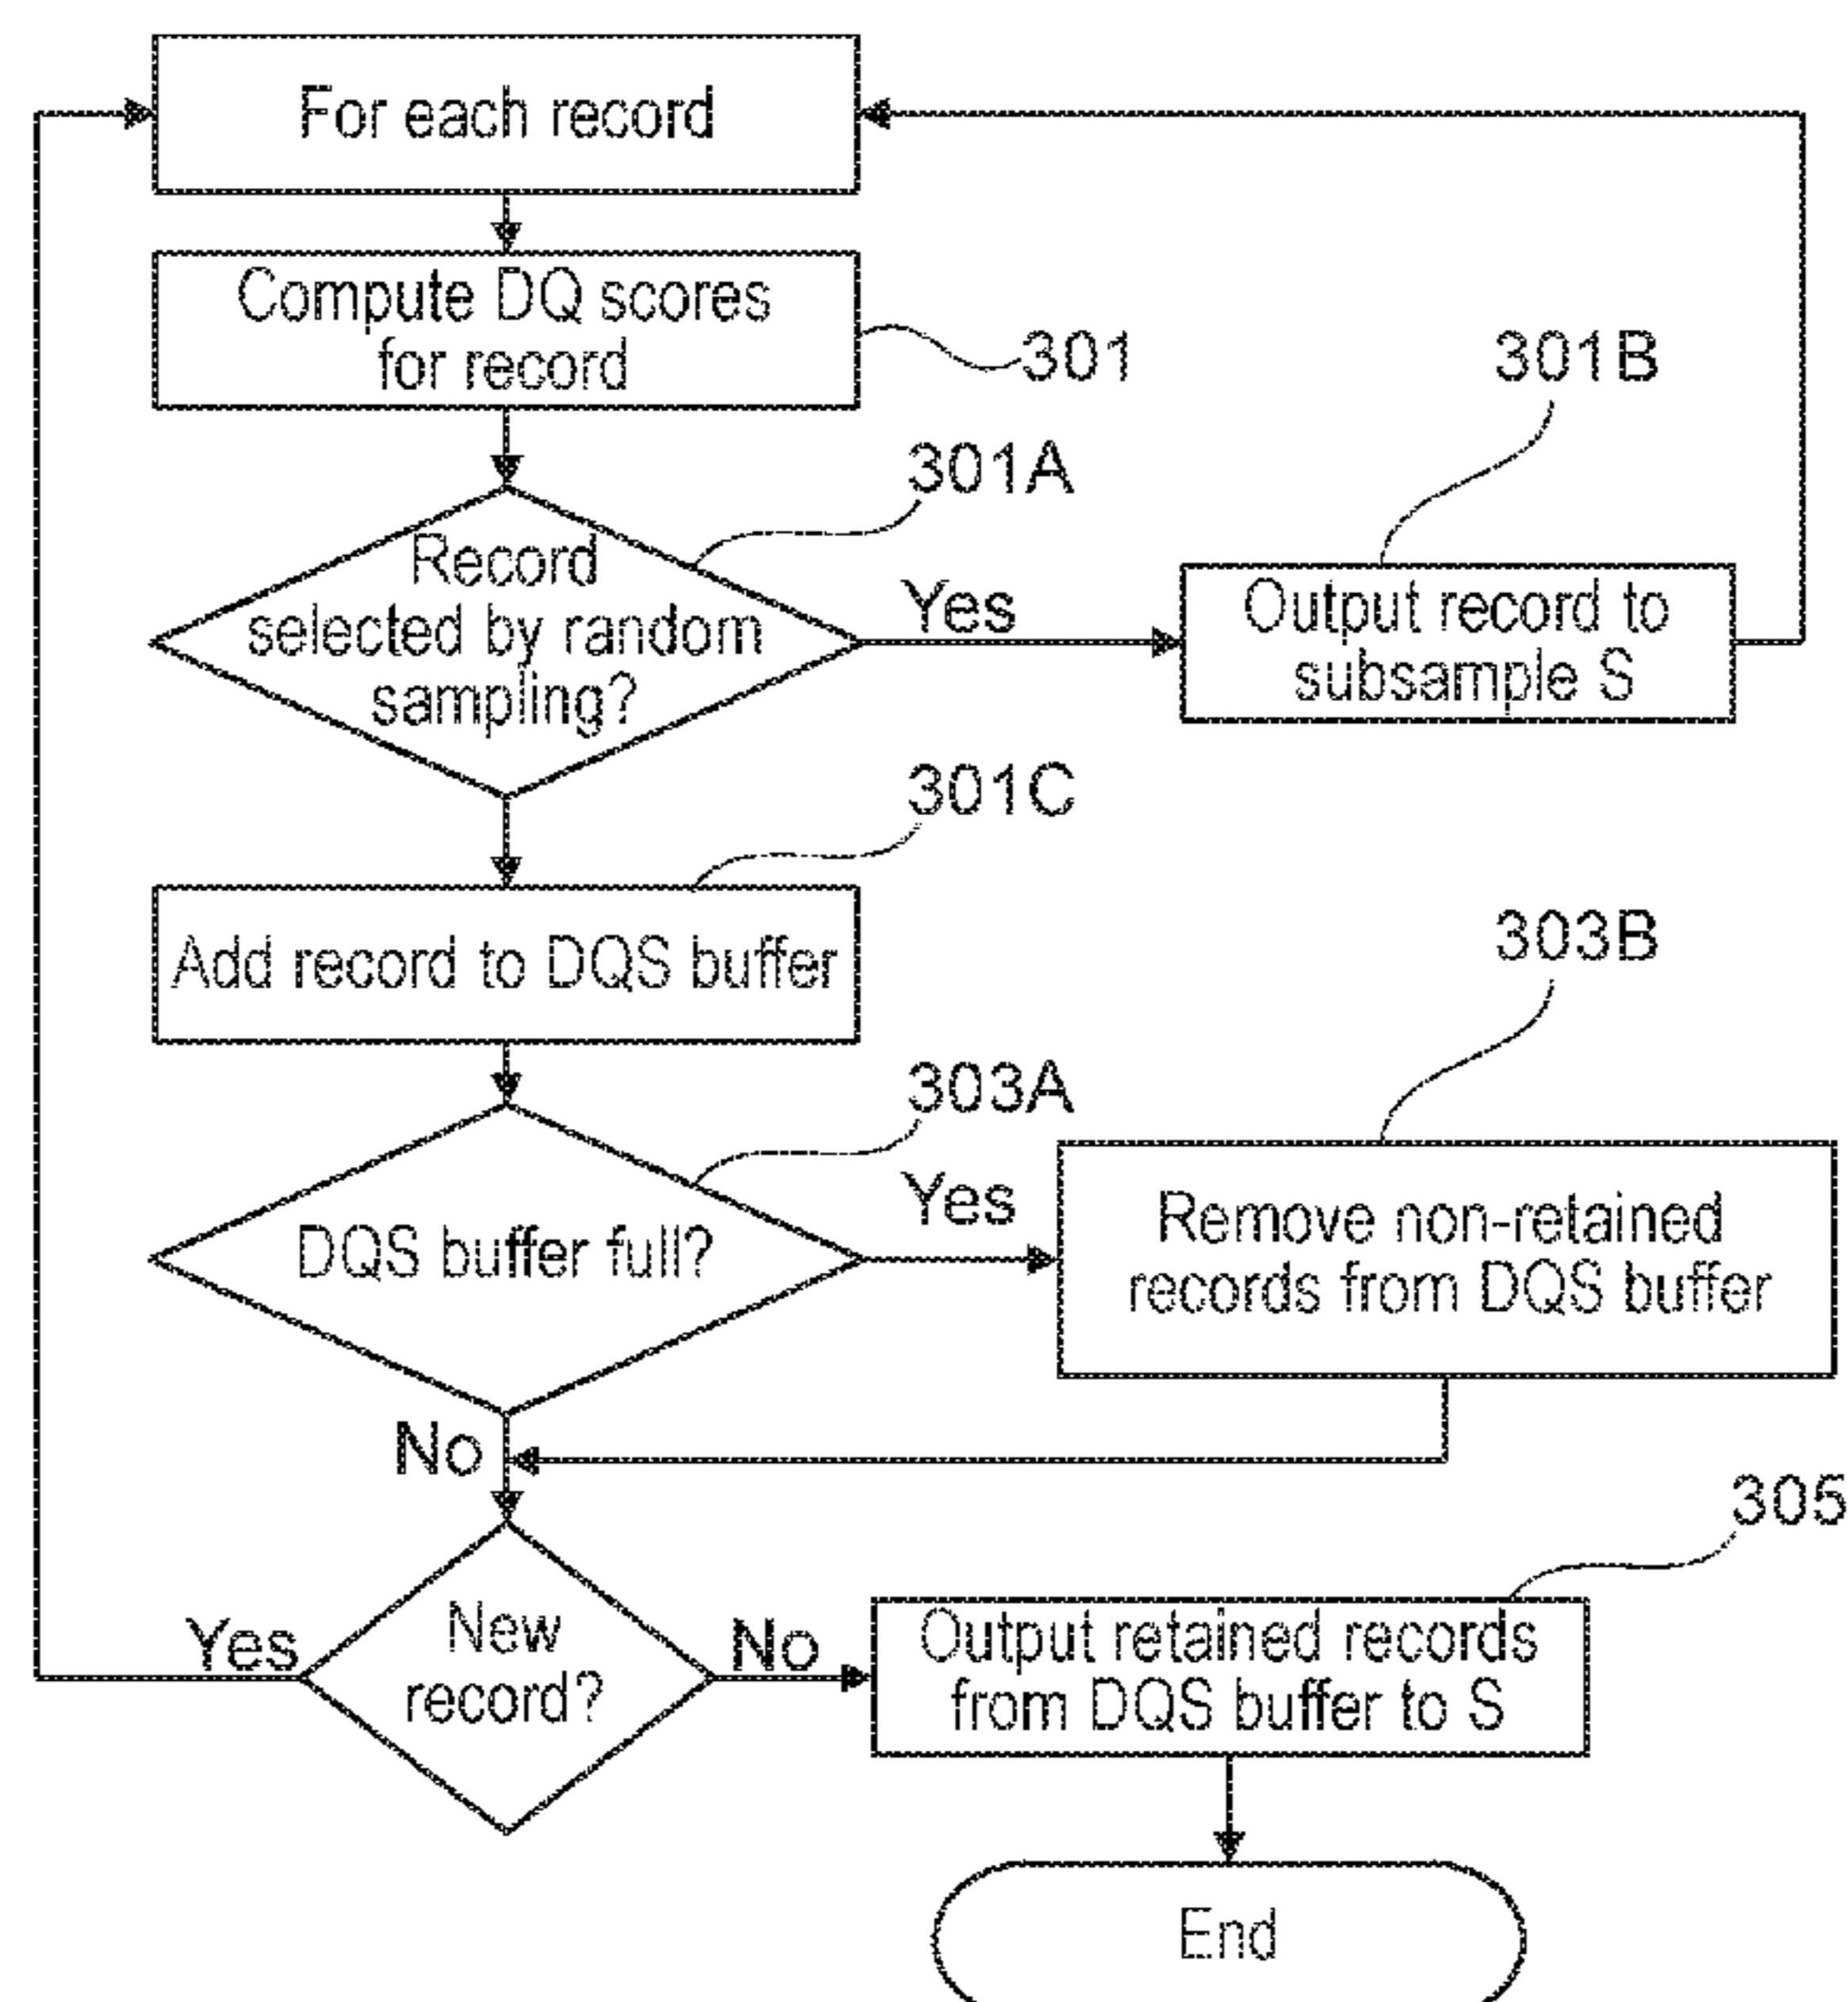 For each record
Compute DQ scores
for record
301
301B
301A
Record
selected by random
sampling?
Yes
Output record to
subsample S
301C
Add record to DQS buffer
303B
303A
DQS buffer full?
Yes
Remove non-retained
records from DQS buffer
No
305
Yes
New
record?
No
Output retained records
from DQS buffer to S
End